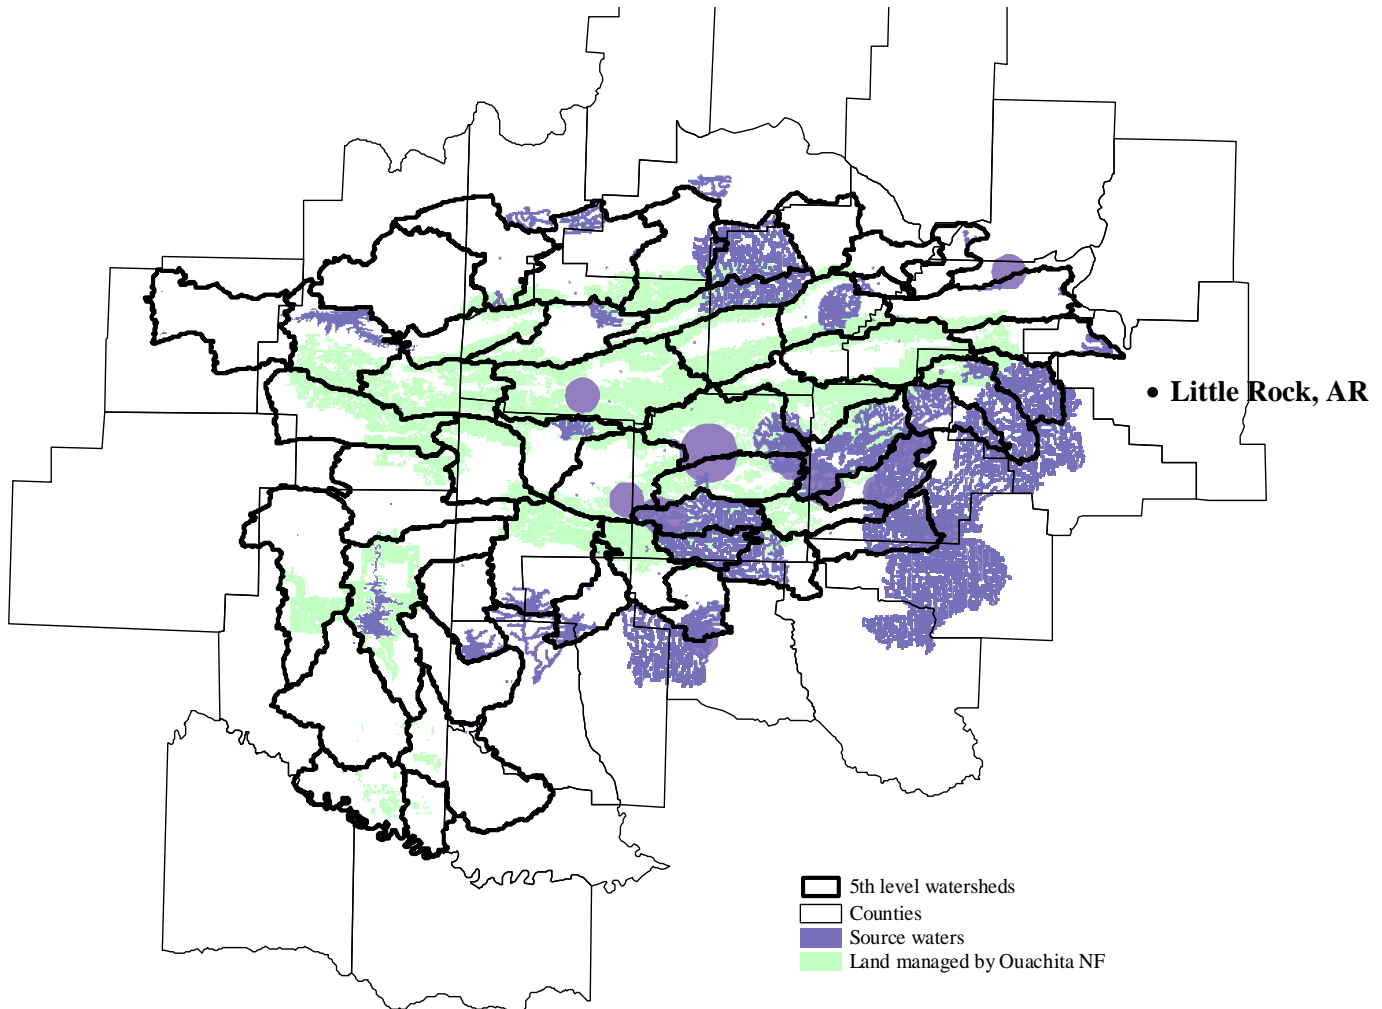 Little Rock, AR
5th level watersheds
Counties
Source waters
Land managed by Ouachita NF